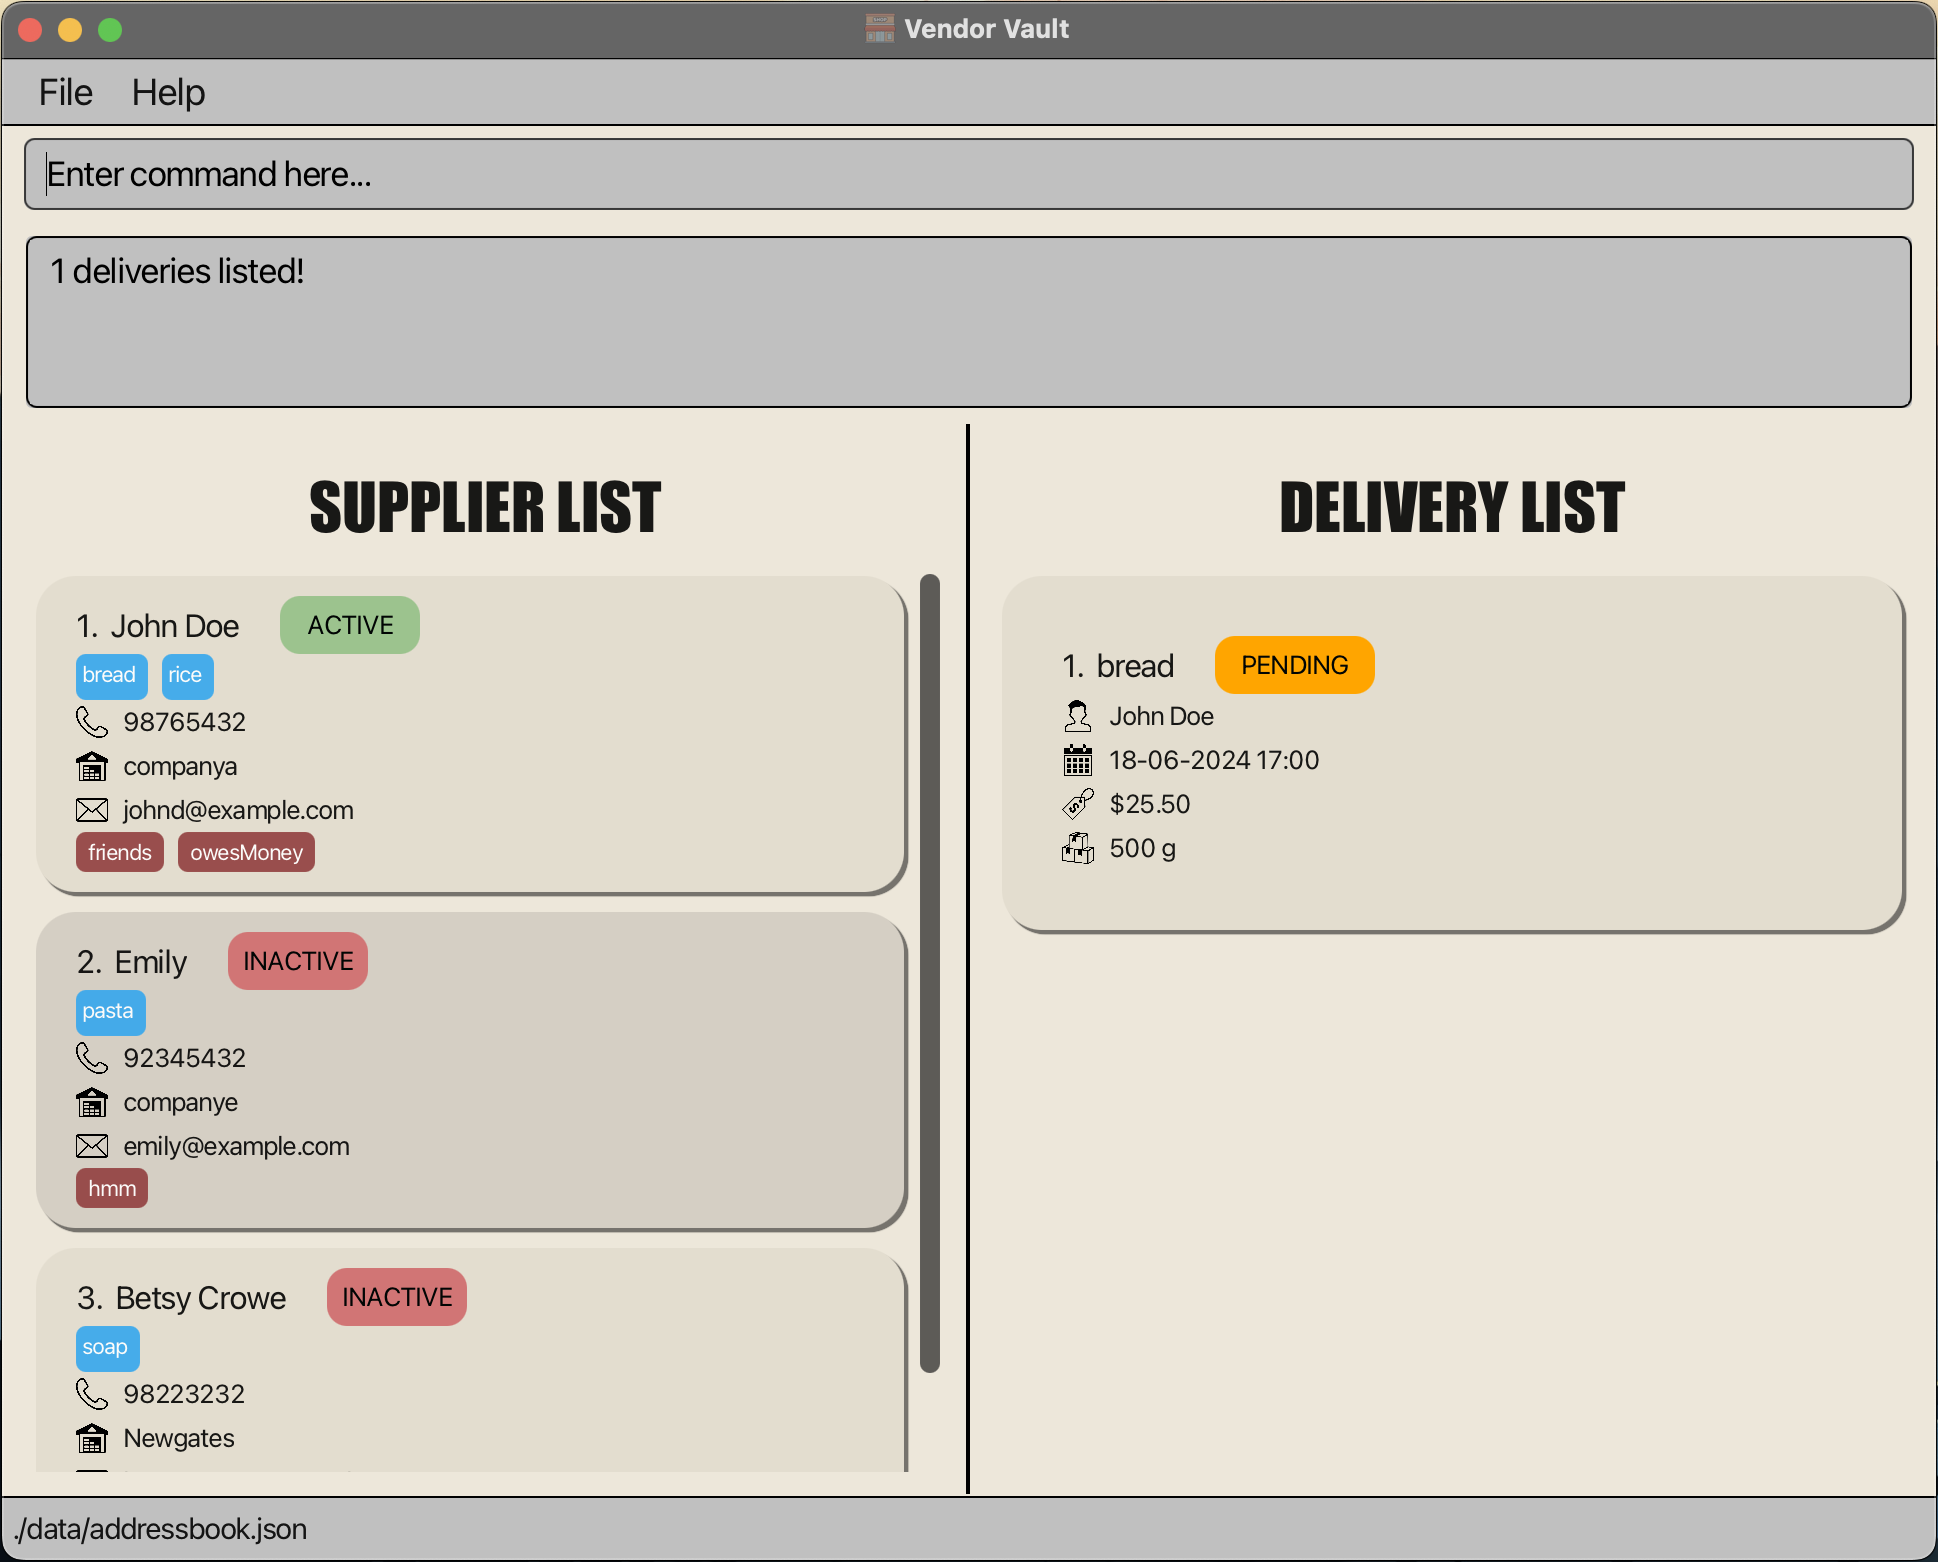 Vendor Vault
File Help
Enter command here...
1 deliveries listed!
SUPPLIER LIST
1. John Doe ACTIVE
bread rice
98765432
companya
johnd@example.com
friends owesMoney
2. Emily INACTIVE
pasta
92345432
companye
emily@example.com
hmm
3. Betsy Crowe INACTIVE
soap
98223232
Newgates
DELIVERY LIST
1. bread PENDING
John Doe
18-06-2024 17:00
$25.50
500 g
./data/addressbook.json